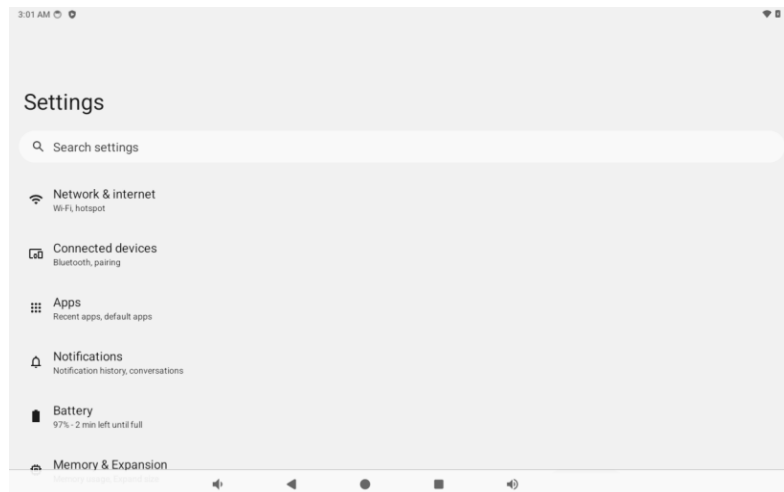 3:01 AM
Settings
Search settings
Network & internet
Wi-Fi, hotspot
Connected devices
Bluetooth, pairing
Apps
Recent apps, default apps
Notifications
Notification history, conversations
Battery
97% - 2 min left until full
Memory & Expansion